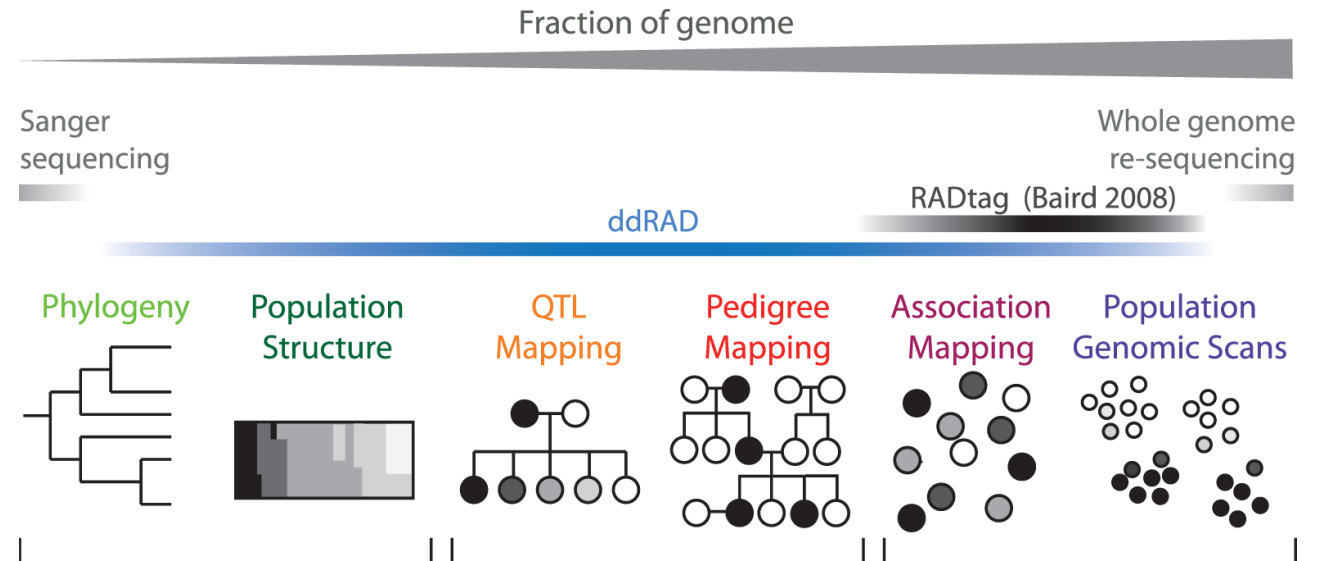 Fraction of genome
Sanger
sequencing
Whole genome
re-sequencing
RADtag (Baird 2008)
ddRAD
Phylogeny
Population
Structure
QTL
Mapping
Pedigree
Mapping
Association
Mapping
Population
Genomic Scans